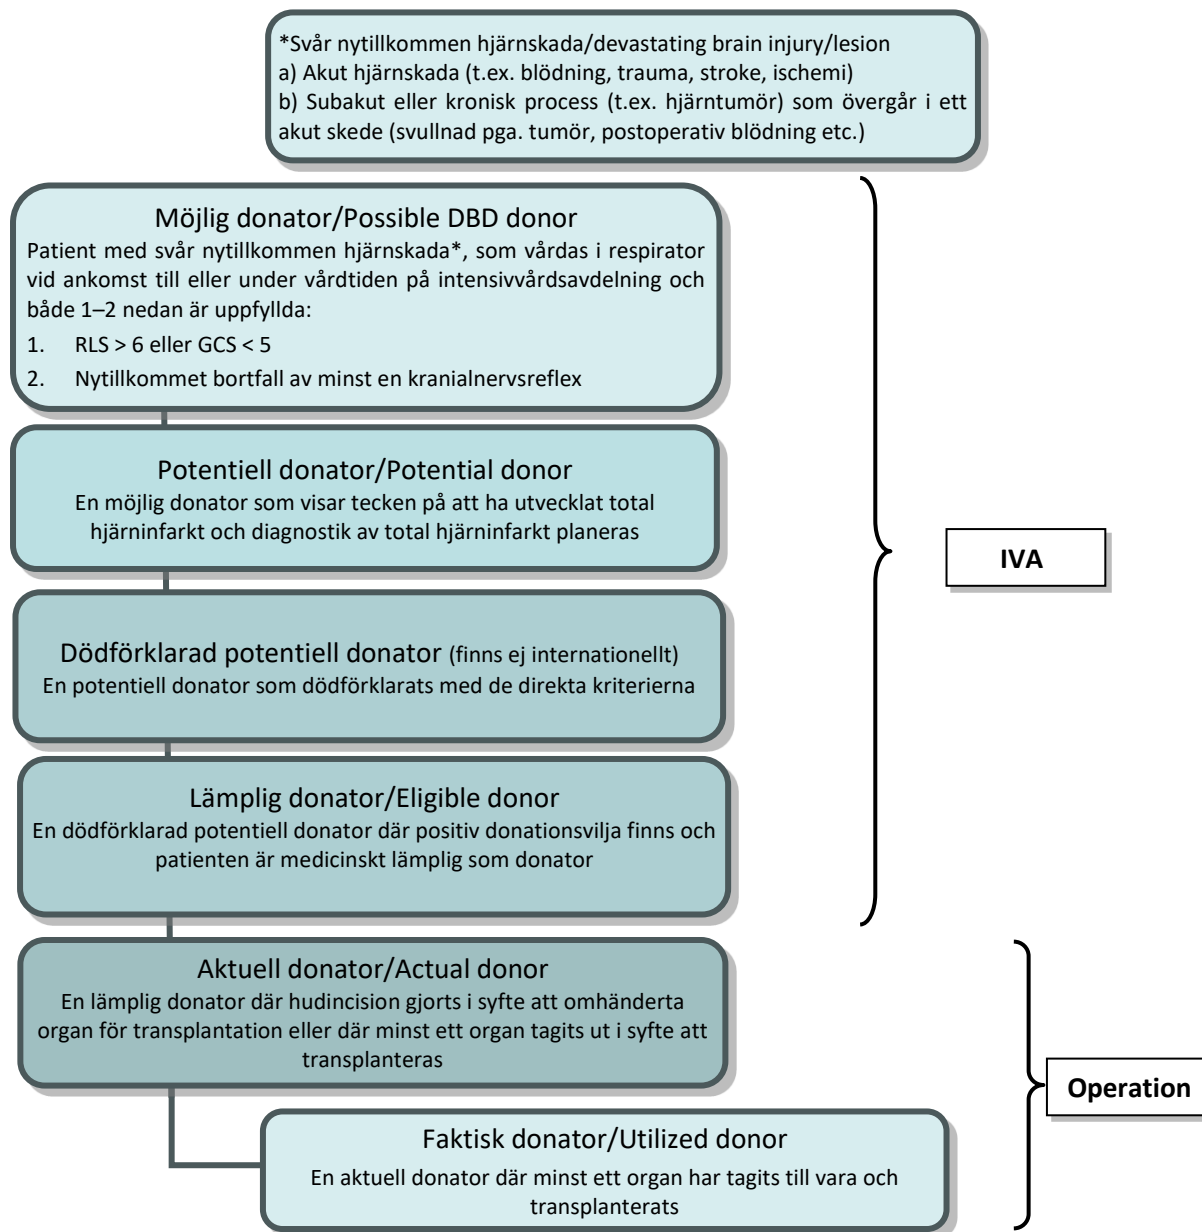 *Svår nytillkommen hjärnskada/devastating brain injury/lesion
a) Akut hjärnskada (t.ex. blödning, trauma, stroke, ischemi)
b) Subakut eller kronisk process (t.ex. hjärntumör) som övergår i ett
akut skede (svullnad pga. tumör, postoperativ blödning etc.)
Möjlig donator/Possible DBD donor
Patient med svår nytillkommen hjärnskada*, som vårdas i respirator
vid ankomst till eller under vårdtiden på intensivvårdsavdelning och
både 1–2 nedan är uppfyllda:
1. RLS > 6 eller GCS < 5
2. Nytillkommet bortfall av minst en kranialnervsreflex
Potentiell donator/Potential donor
En möjlig donator som visar tecken på att ha utvecklat total
hjärninfarkt och diagnostik av total hjärninfarkt planeras
IVA
Dödförklarad potentiell donator (finns ej internationellt)
En potentiell donator som dödförklarats med de direkta kriterierna
Lämplig donator/Eligible donor
En dödförklarad potentiell donator där positiv donationsvilja finns och
patienten är medicinskt lämplig som donator
Aktuell donator/Actual donor
En lämplig donator där hudincision gjorts i syfte att omhänderta
organ för transplantation eller där minst ett organ tagits ut i syfte att
transplanteras
Operation
Faktisk donator/Utilized donor
En aktuell donator där minst ett organ har tagits till vara och
transplanterats